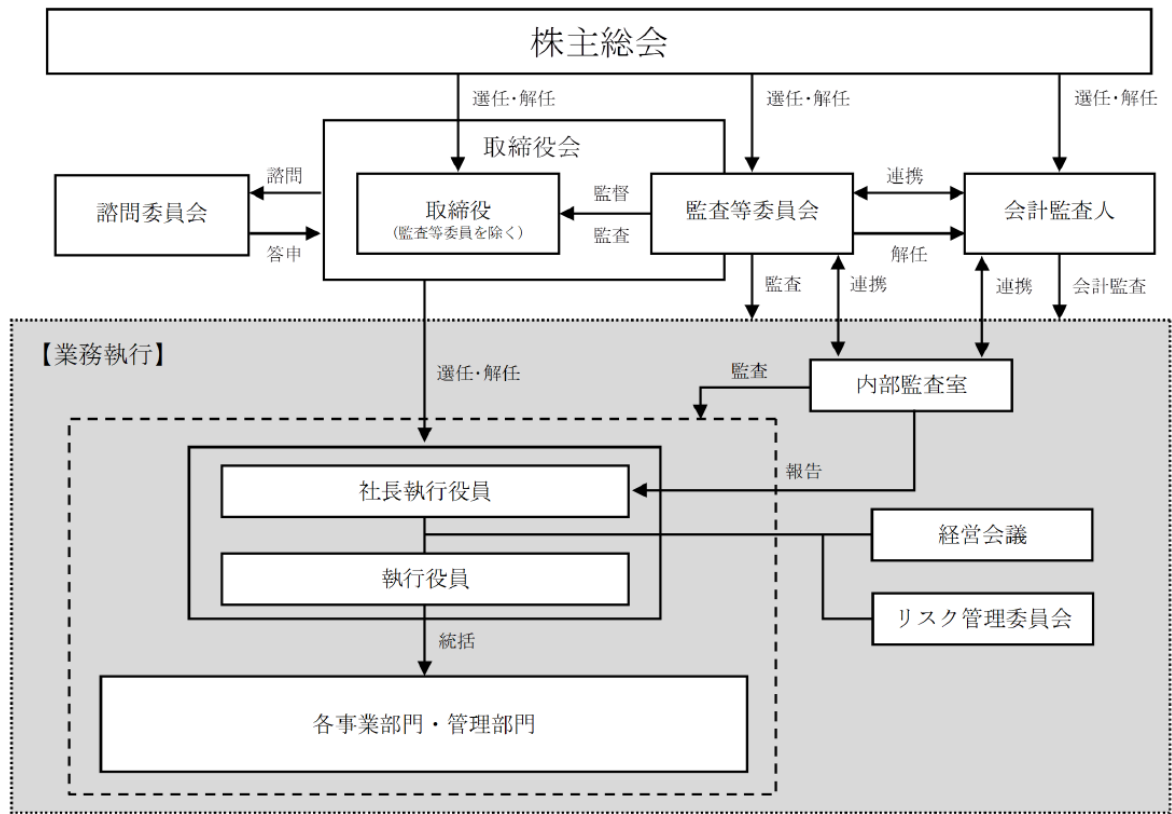 株主総会
選任・解任
選任・解任
選任・解任
取締役会
諮問
諮問委員会
答申
取締役
（監査等委員を除く）
監督
監査
監査等委員会
連携
解任
会計監査人
監査
連携
連携
会計監査
【業務執行】
選任・解任
監査
内部監査室
報告
社長執行役員
経営会議
執行役員
リスク管理委員会
統括
各事業部門・管理部門